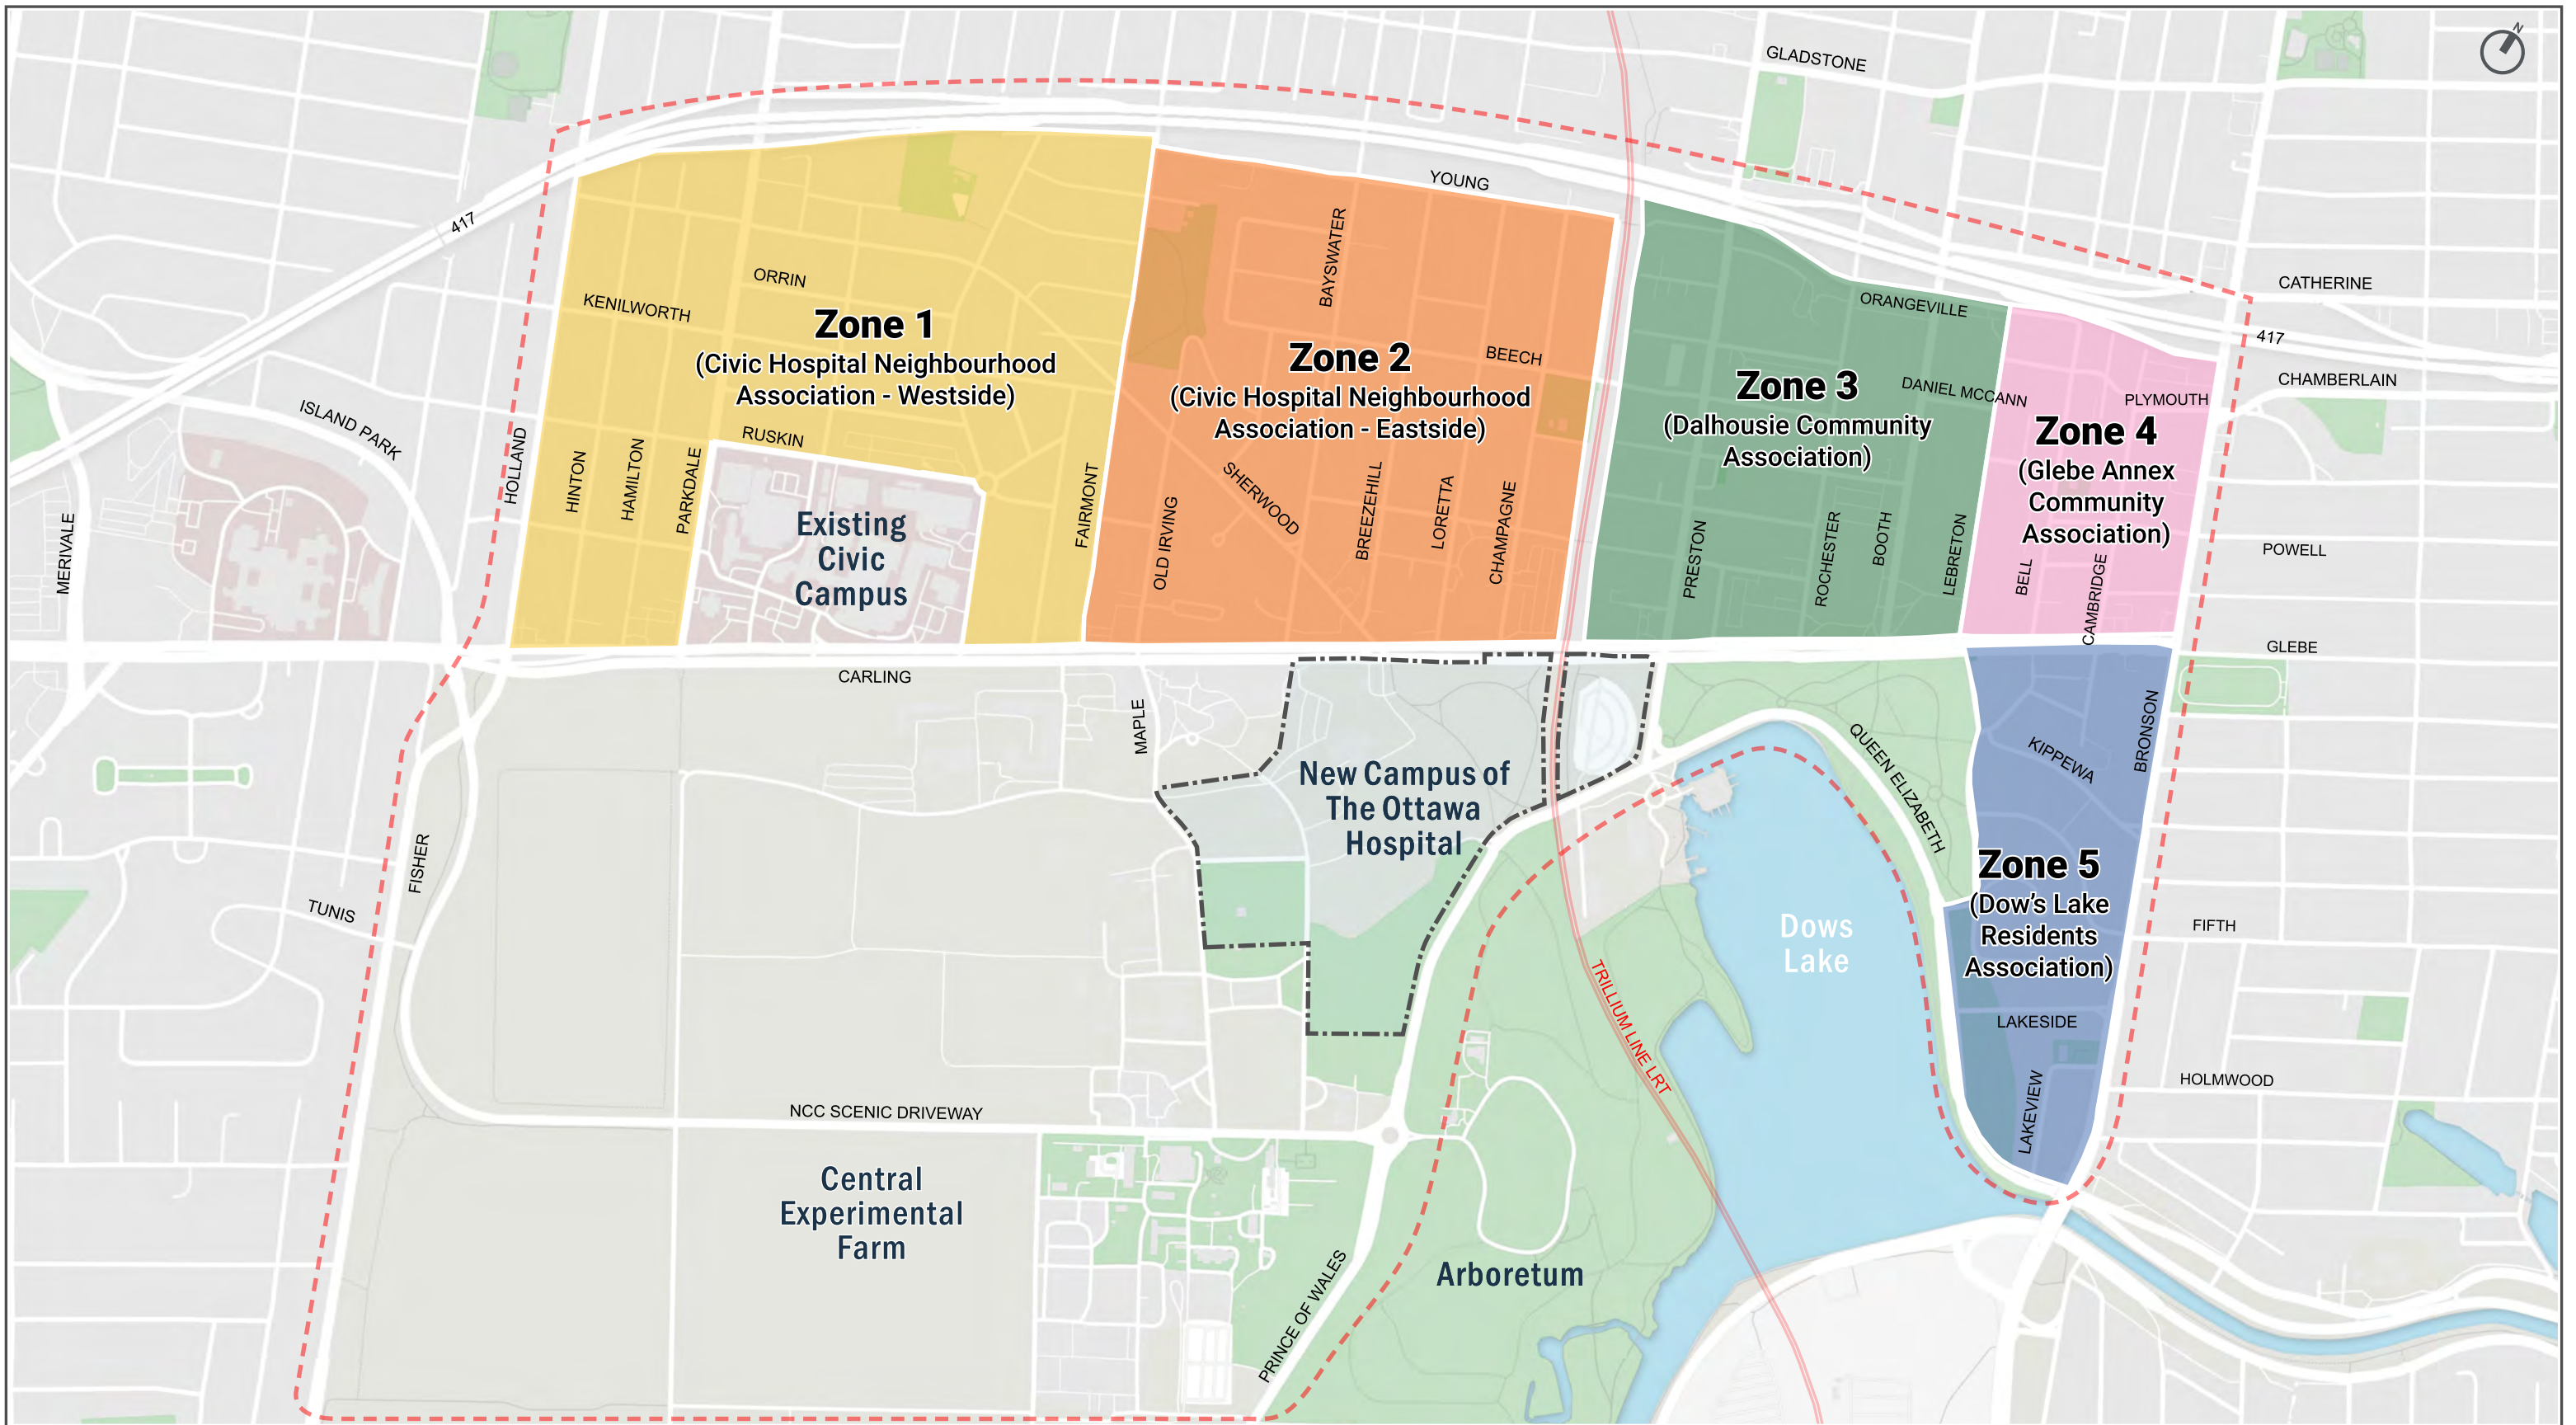 N
GLADSTONE
417
YOUNG
CATHERINE
417
CHAMBERLAIN
ISLAND PARK
MERIVALE
HOLLAND
KENILWORTH
ORRIN
Zone 1
(Civic Hospital Neighbourhood
Association - Westside)
RUSKIN
HINTON
HAMILTON
PARKDALE
FAIRMONT
Existing
Civic
Campus
BAYSWATER
BEECH
Zone 2
(Civic Hospital Neighbourhood
Association - Eastside)
OLD IRVING
SHERWOOD
BREEZEHILL
LORETTA
CHAMPAGNE
ORANGEVILLE
Zone 3
(Dalhousie Community
Association)
DANIEL MCCANN
PRESTON
ROCHESTER
BOOTH
LEBRETON
PLYMOUTH
Zone 4
(Glebe Annex
Community
Association)
BELL
CAMBRIDGE
POWELL
GLEBE
CARLING
MAPLE
New Campus of
The Ottawa
Hospital
QUEEN ELIZABETH
KIPPEWA
BRONSON
Zone 5
(Dow's Lake
Residents
Association)
LAKESIDE
LAKEVIEW
FIFTH
HOLMWOOD
Dows
Lake
TRILLIUM LINE LRT
FISHER
TUNIS
NCC SCENIC DRIVEWAY
Central
Experimental
Farm
PRINCE OF WALES
Arboretum